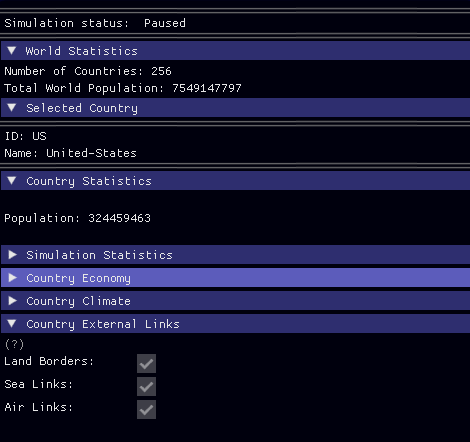 Simulation status: Paused
World Statistics
Number of Countries: 256
Total World Population: 7549147797
Selected Country
ID: US
Name: United-States
Country Statistics
Population: 324459463
Simulation Statistics
Country Economy
Country Climate
Country External Links
(?)
Land Borders:
Sea Links:
Air Links: